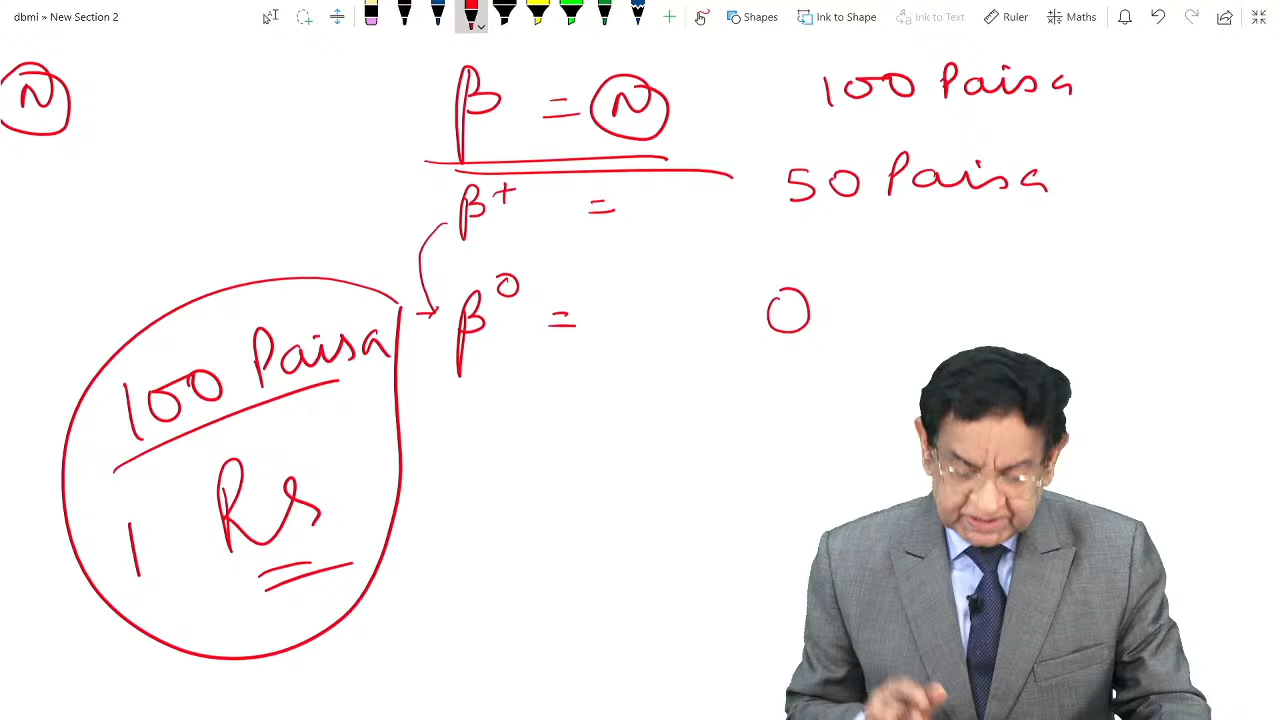 dbmi » New Section 2
Shapes
Ink to Shape
Ink to Text
Ruler
Maths
N
β = N
100 Paisa
50 Paisa
β+ =
β0 =
0
100 Paisa
1 Rs